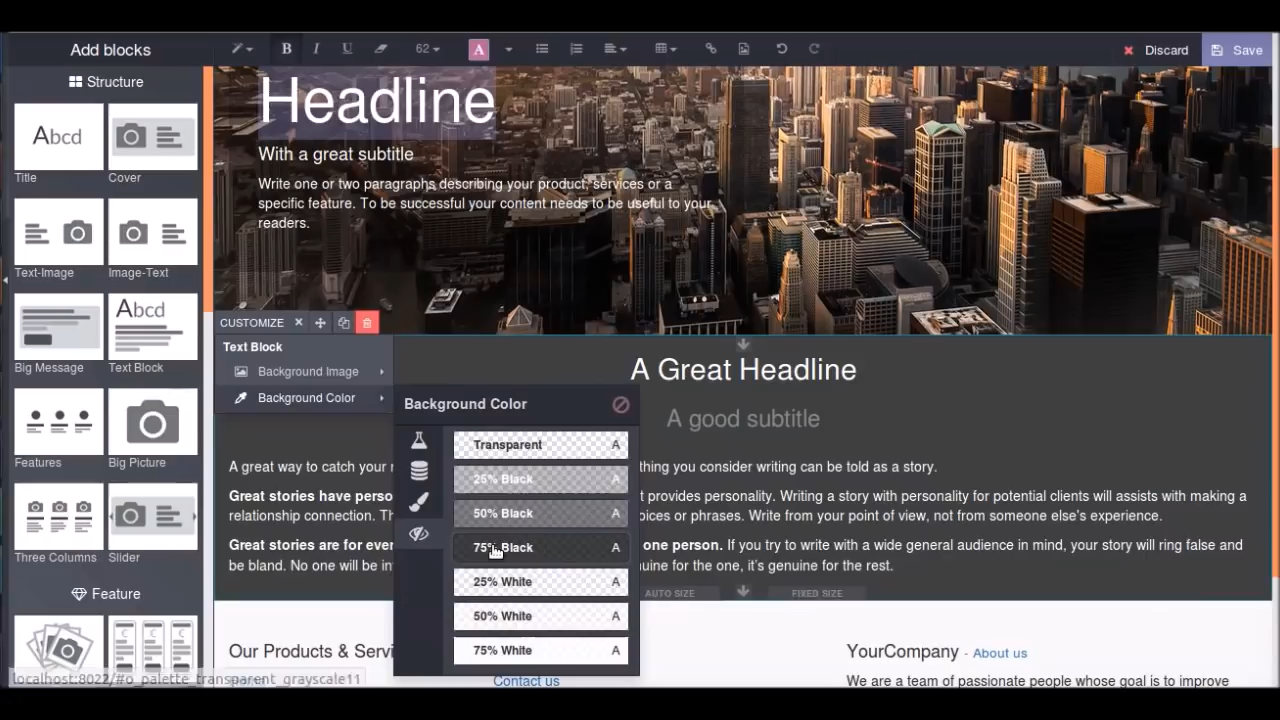 Add blocks
B I U 62 A
Discard
Save
Structure
Abcd
Title
Cover
Text-Image
Image-Text
Abcd
Big Message
Text Block
Features
Big Picture
Three Columns
Slider
Feature
Headline
With a great subtitle
Write one or two paragraphs describing your product, services or a
specific feature. To be successful your content needs to be useful to your
readers.
CUSTOMIZE
Text Block
Background Image
Background Color
Background Color
Transparent A
25% Black A
50% Black A
75% Black A
25% White A
50% White A
75% White A
A Great Headline
A good subtitle
A great way to catch your
thing you consider writing can be told as a story.
Great stories have perso
t provides personality. Writing a story with personality for potential clients will assists with making a
relationship connection. Th
oices or phrases. Write from your point of view, not from someone else's experience.
Great stories are for ever
one person. If you try to write with a wide general audience in mind, your story will ring false and
be bland. No one will be in
nuine for the one, it's genuine for the rest.
AUTO SIZE
FIXED SIZE
Our Products & Servi
Contact us
YourCompany - About us
We are a team of passionate people whose goal is to improve
localhost:8022/#o_palette_transparent_grayscale11